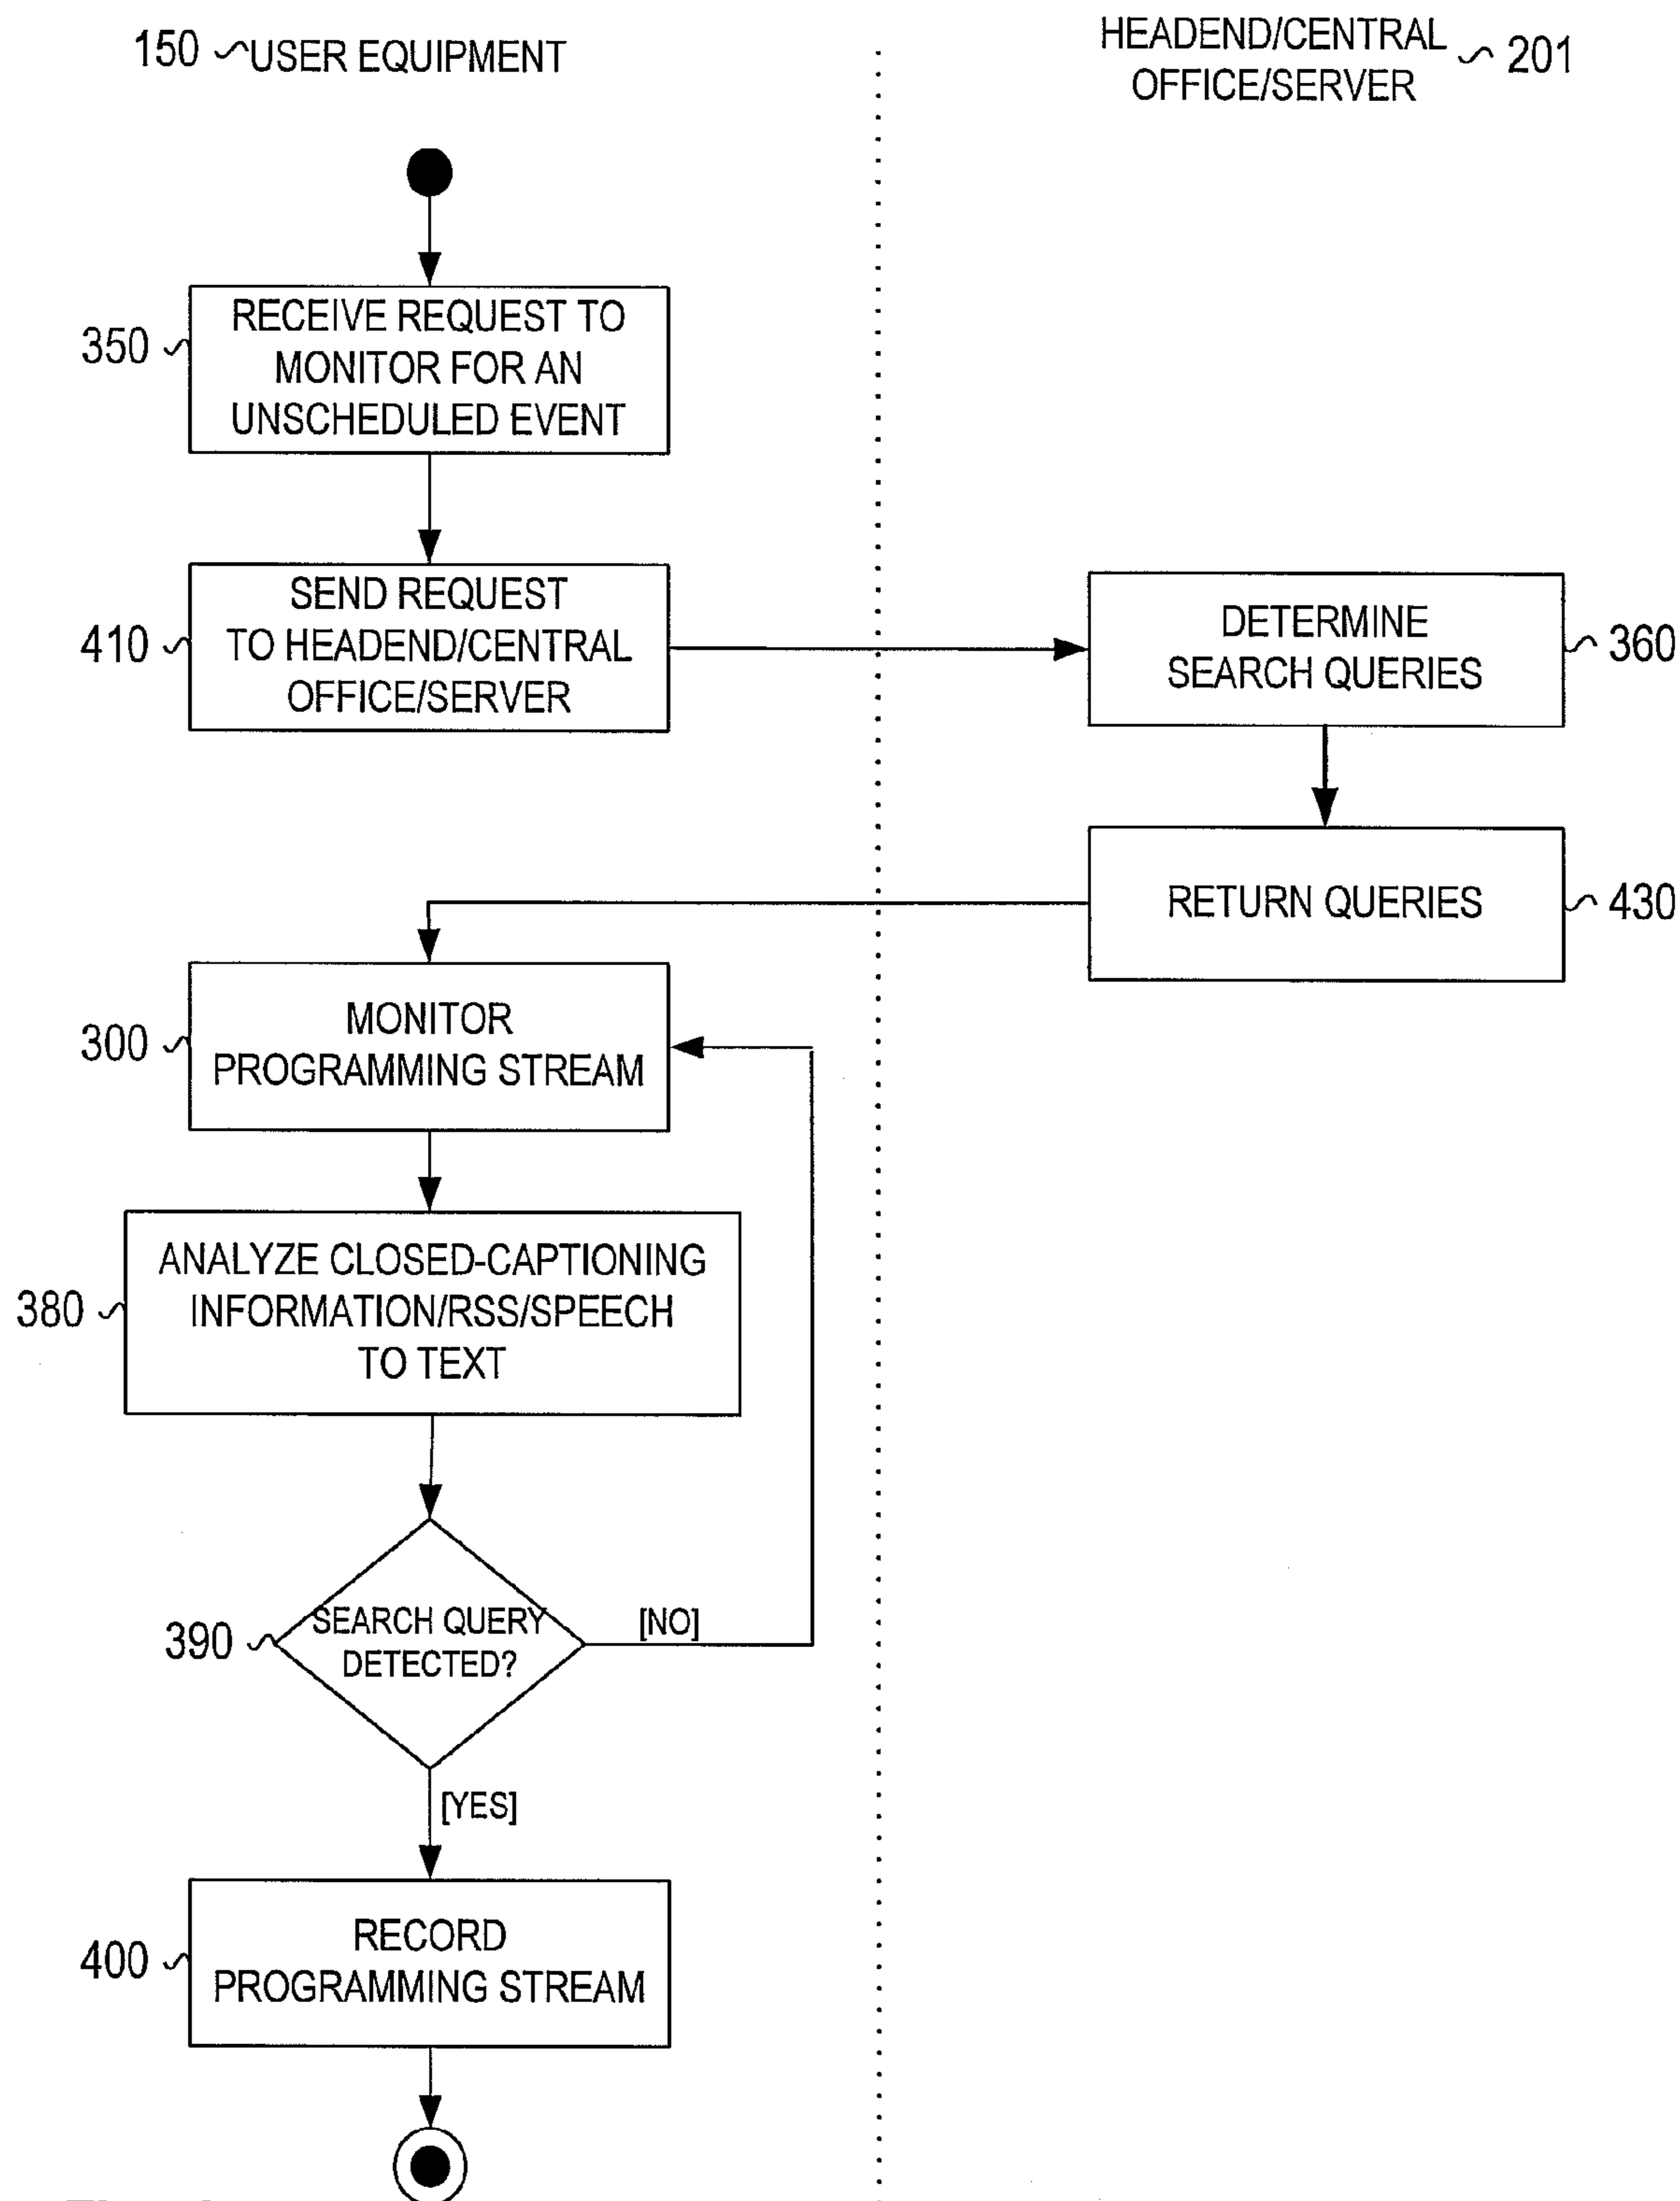 150 USER EQUIPMENT
HEADEND/CENTRAL
OFFICE/SERVER
201
350
RECEIVE REQUEST TO
MONITOR FOR AN
UNSCHEDULED EVENT
410
SEND REQUEST
TO HEADEND/CENTRAL
OFFICE/SERVER
DETERMINE
SEARCH QUERIES
360
RETURN QUERIES
430
300
MONITOR
PROGRAMMING STREAM
380
ANALYZE CLOSED-CAPTIONING
INFORMATION/RSS/SPEECH
TO TEXT
390
SEARCH QUERY
DETECTED?
[NO]
[YES]
400
RECORD
PROGRAMMING STREAM